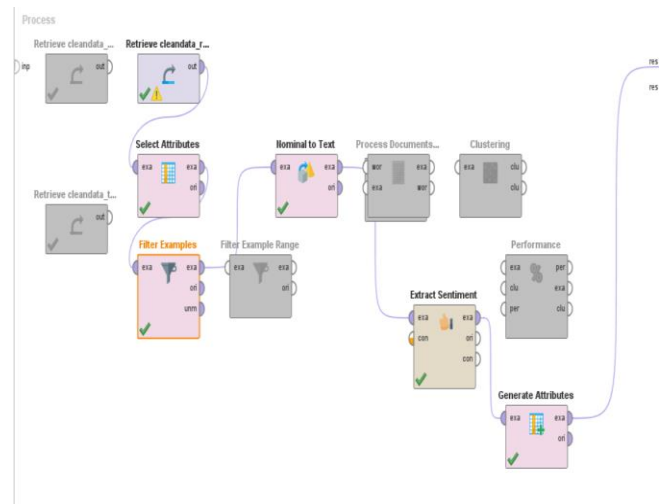 Process
Retrieve cleandata_...
Retrieve cleandata_r...
inp
out
out
res
res
Select Attributes
exa
exa
ori
Nominal to Text
exa
exa
ori
Process Documents...
wor
exa
exa
wor
Clustering
exa
clu
clu
Retrieve cleandata_t...
out
Filter Examples
exa
exa
ori
unm
Filter Example Range
exa
exa
ori
Performance
exa
per
clu
exa
per
clu
Extract Sentiment
exa
exa
con
ori
con
Generate Attributes
exa
exa
ori